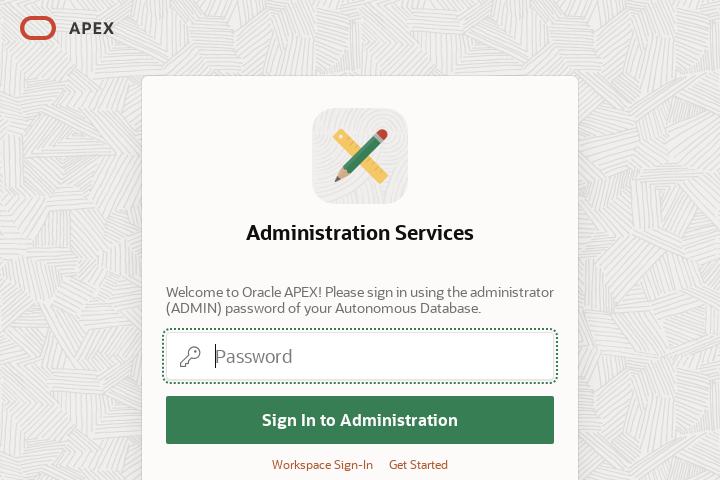 APEX
Administration Services
Welcome to Oracle APEX! Please sign in using the administrator
(ADMIN) password of your Autonomous Database.
Password
Sign In to Administration
Workspace Sign-In Get Started